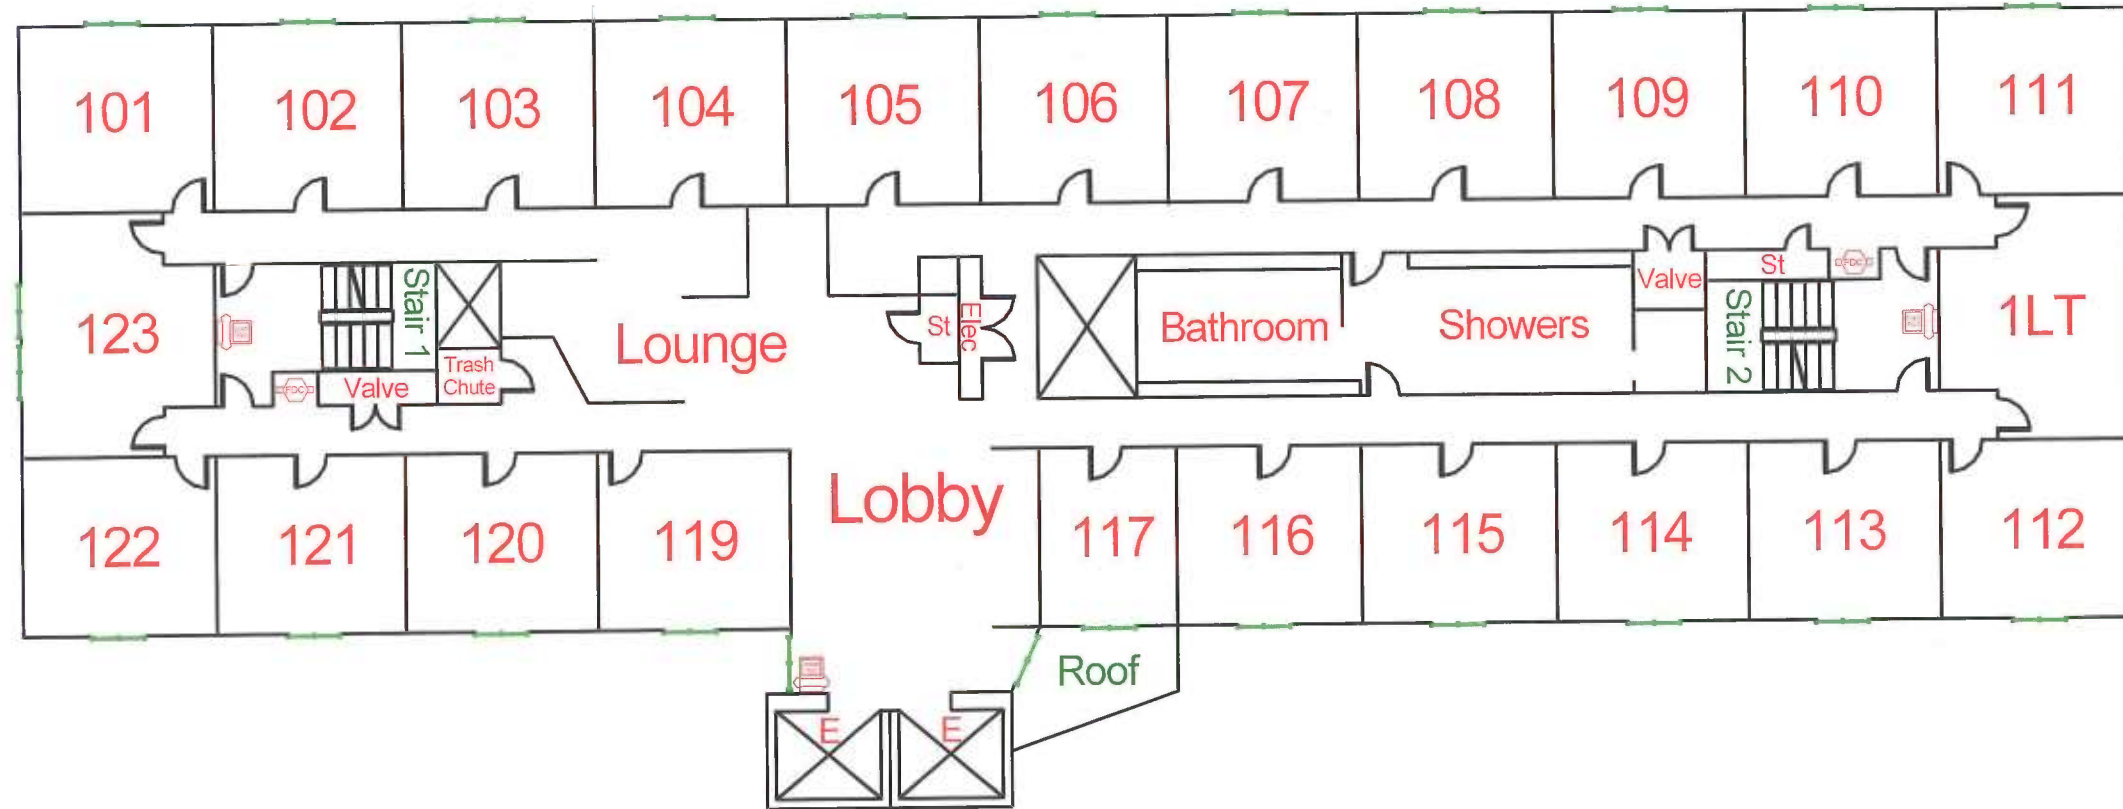 101 102 103 104 105 106 107 108 109 110 111
123
Stair 1
Trash
Chute
Valve
FDC
Lounge
St
Elec
Bathroom
Showers
Valve
St
FDC
Stair 2
1LT
122 121 120 119
Lobby
117 116 115 114 113 112
Roof
E E